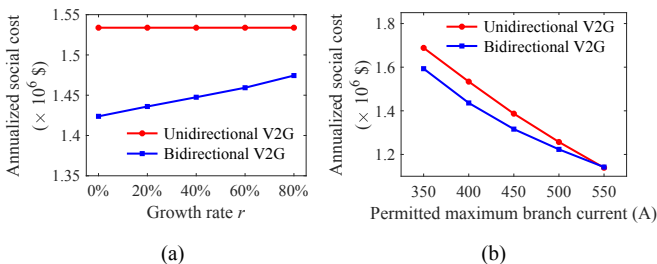 Annualized social cost
(× 10⁶ $)
1.55
1.5
1.45
1.4
1.35
Unidirectional V2G
Bidirectional V2G
0% 20% 40% 60% 80%
Growth rate r
(a)
Annualized social cost
(× 10⁶ $)
1.8
1.6
1.4
1.2
Unidirectional V2G
Bidirectional V2G
350 400 450 500 550
Permitted maximum branch current (A)
(b)